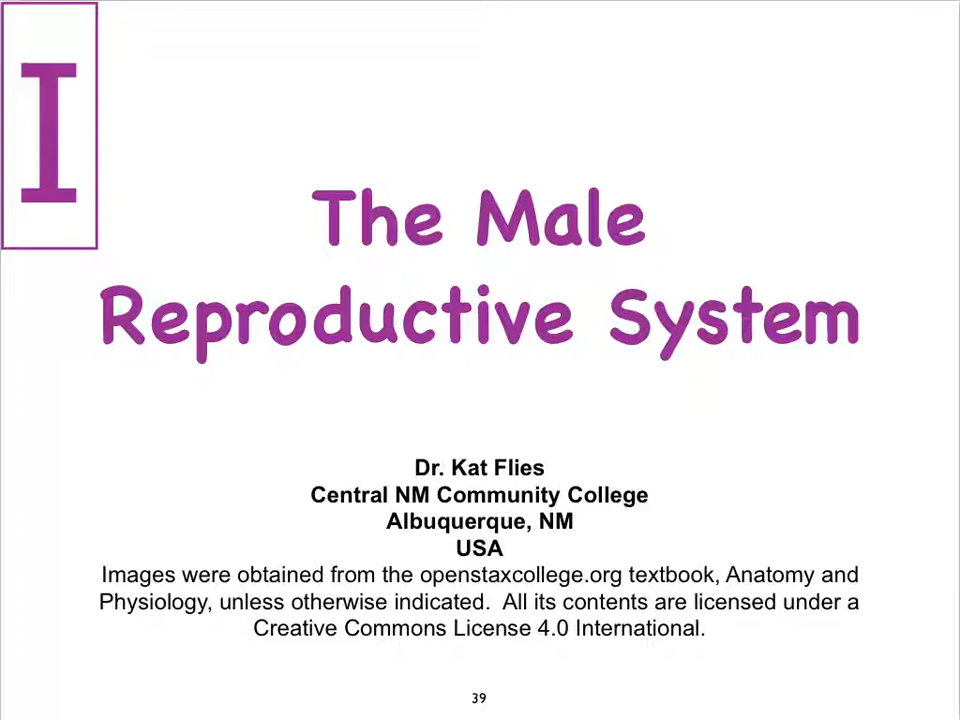 I
The Male
Reproductive System
Dr. Kat Flies
Central NM Community College
Albuquerque, NM
USA
Images were obtained from the openstaxcollege.org textbook, Anatomy and
Physiology, unless otherwise indicated.  All its contents are licensed under a
Creative Commons License 4.0 International.
39